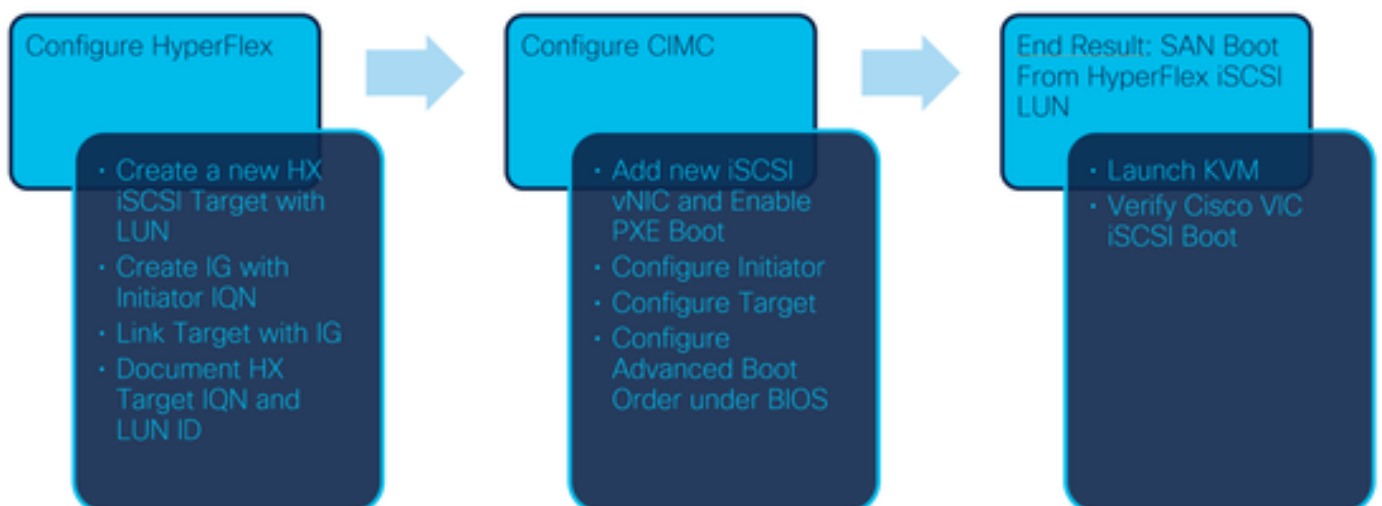 Configure HyperFlex
• Create a new HX
iSCSI Target with
LUN
• Create IG with
Initiator IQN
• Link Target with IG
• Document HX
Target IQN and
LUN ID
Configure CIMC
• Add new iSCSI
vNIC and Enable
PXE Boot
• Configure Initiator
• Configure Target
• Configure
Advanced Boot
Order under BIOS
End Result: SAN Boot
From HyperFlex iSCSI
LUN
• Launch KVM
• Verify Cisco VIC
iSCSI Boot